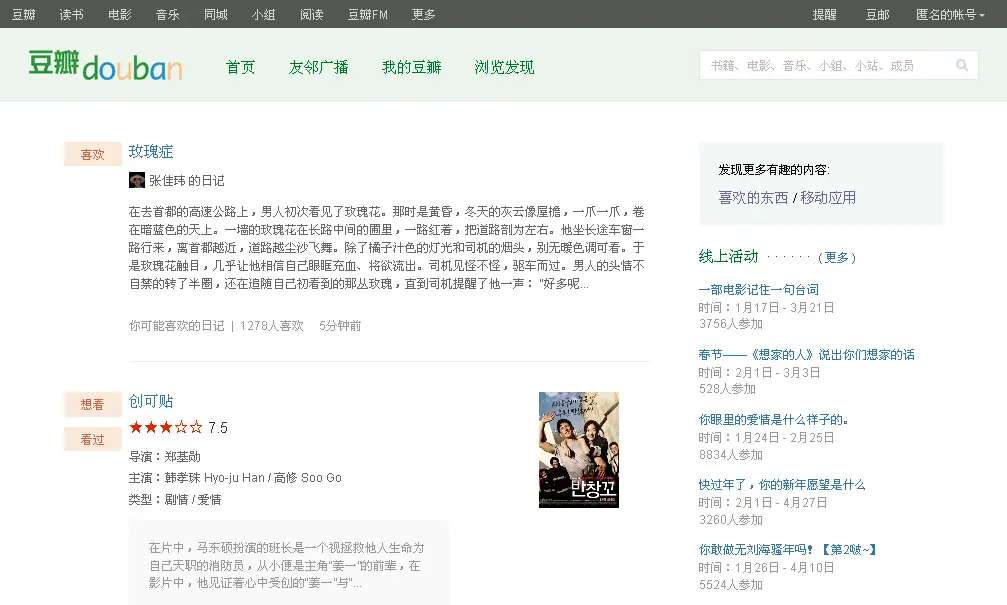 豆瓣 读书 电影 音乐 同城 小组 阅读 豆瓣FM 更多 提醒 豆邮 匿名的帐号
豆瓣douban 首页 友邻广播 我的豆瓣 浏览发现 书籍、电影、音乐、小组、小站、成员
喜欢 玫瑰症
张佳玮 的日记
在去首都的高速公路上，男人初次看见了玫瑰花。那时是黄昏，冬天的灰云像屋檐，一爪一爪，卷
在暗蓝色的天上。一墙的玫瑰花在长路中间的圃里，一路红着，把道路剖为左右。他坐长途车窗一
路行来，离首都越近，道路越尘沙飞舞。除了橘子汁色的灯光和司机的烟头，别无暖色调可看。于
是玫瑰花触目，几乎让他相信自己眼眶充血、将欲流出。司机见怪不怪，驱车而过。男人的头情不
自禁的转了半圈，还在追随自己初看到的那丛玫瑰，直到司机提醒了他一声："好多呢...
你可能喜欢的日记 | 1278人喜欢 5分钟前
想看 创可贴
看过 7.5
导演：郑基勋
主演：韩孝珠 Hyo-ju Han / 高修 Soo Go
类型：剧情 / 爱情
반창꼬
在片中，马东硕扮演的班长是一个视拯救他人生命为
自己天职的消防员，从小便是主角"姜一"的前辈，在
影片中，他见证着心中受创的"姜一"与"...
发现更多有趣的内容:
喜欢的东西 / 移动应用
线上活动 · · · · · · （更多）
一部电影记住一句台词
时间：1月17日 - 3月21日
3756人参加
春节——《想家的人》说出你们想家的话
时间：2月1日 - 3月3日
528人参加
你眼里的爱情是什么样子的。
时间：1月24日 - 2月25日
8834人参加
快过年了，你的新年愿望是什么
时间：2月1日 - 4月27日
3260人参加
你敢做无刘海骚年吗！【第2啵~】
时间：1月26日 - 4月10日
5524人参加